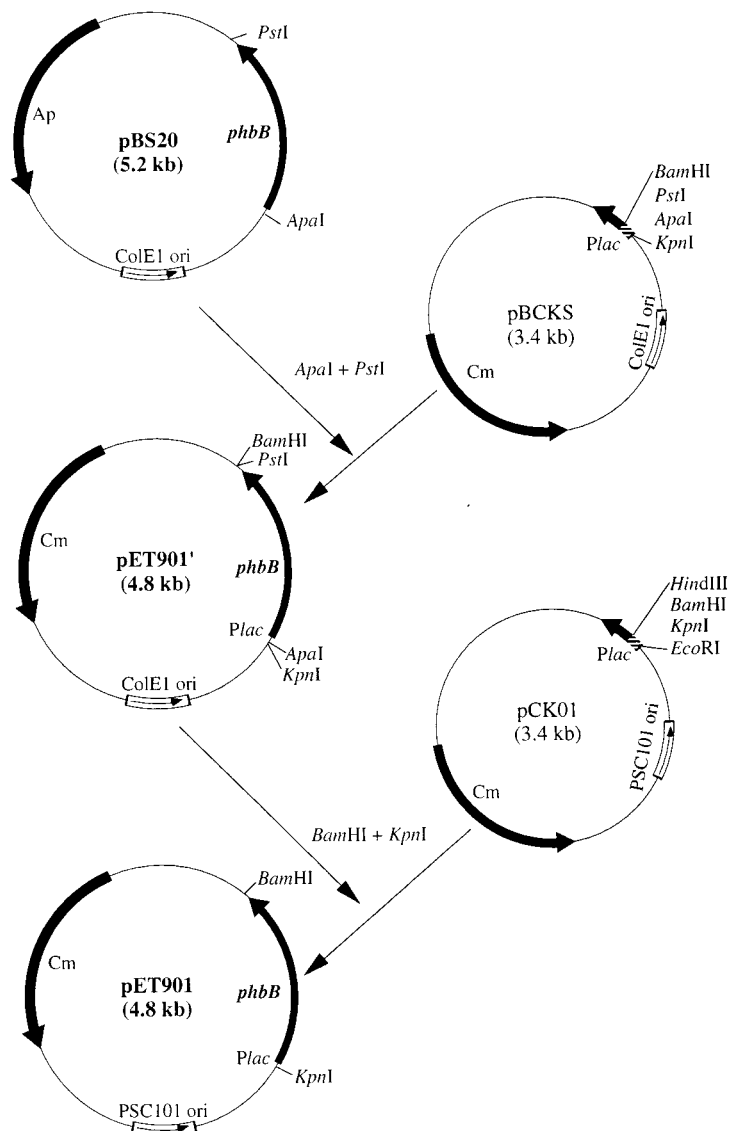 PstI
Ap
pBS20
(5.2 kb)
phbB
ApaI
ColE1 ori
BamHI
PstI
ApaI
KpnI
Plac
pBCKS
(3.4 kb)
ColE1 ori
Cm
ApaI + PstI
BamHI
PstI
Cm
pET901'
(4.8 kb)
phbB
Plac
ApaI
KpnI
ColE1 ori
HindIII
BamHI
KpnI
EcoRI
Plac
pCK01
(3.4 kb)
PSC101 ori
Cm
BamHI + KpnI
BamHI
Cm
pET901
(4.8 kb)
phbB
Plac
KpnI
PSC101 ori